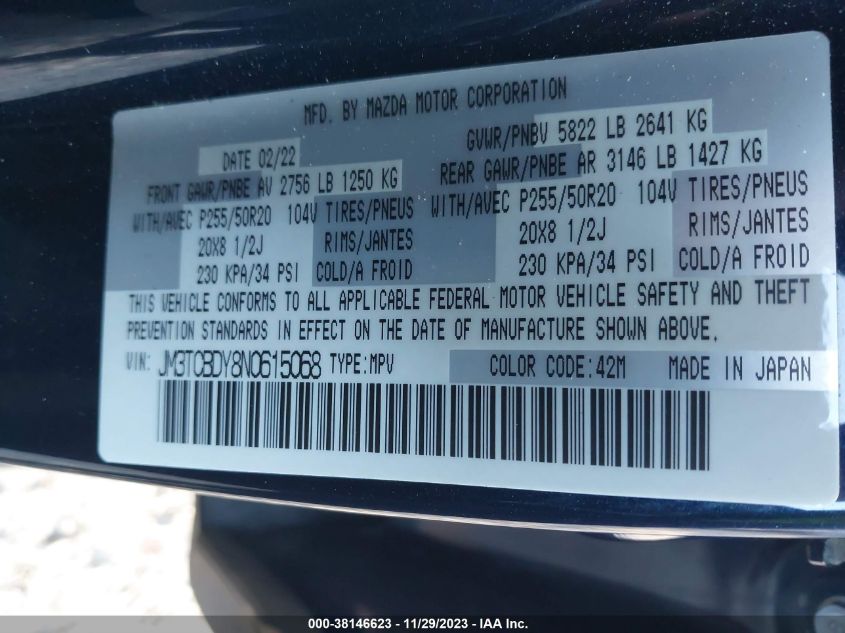 MFD. BY MAZDA MOTOR CORPORATION
DATE 02/22 GVWR/PNBV 5822 LB 2641 KG
FRONT GAWR/PNBE AV 2756 LB 1250 KG REAR GAWR/PNBE AR 3146 LB 1427 KG
WITH/AVEC P255/50R20 104V TIRES/PNEUS WITH/AVEC P255/50R20 104V TIRES/PNEUS
20X8 1/2J RIMS/JANTES 20X8 1/2J RIMS/JANTES
230 KPA/34 PSI COLD/A FROID 230 KPA/34 PSI COLD/A FROID
THIS VEHICLE CONFORMS TO ALL APPLICABLE FEDERAL MOTOR VEHICLE SAFETY AND THEFT
PREVENTION STANDARDS IN EFFECT ON THE DATE OF MANUFACTURE SHOWN ABOVE.
VIN: JM3TCBDY8N0615068 TYPE:MPV COLOR CODE:42M MADE IN JAPAN
000-38146623 - 11/29/2023 - IAA Inc.